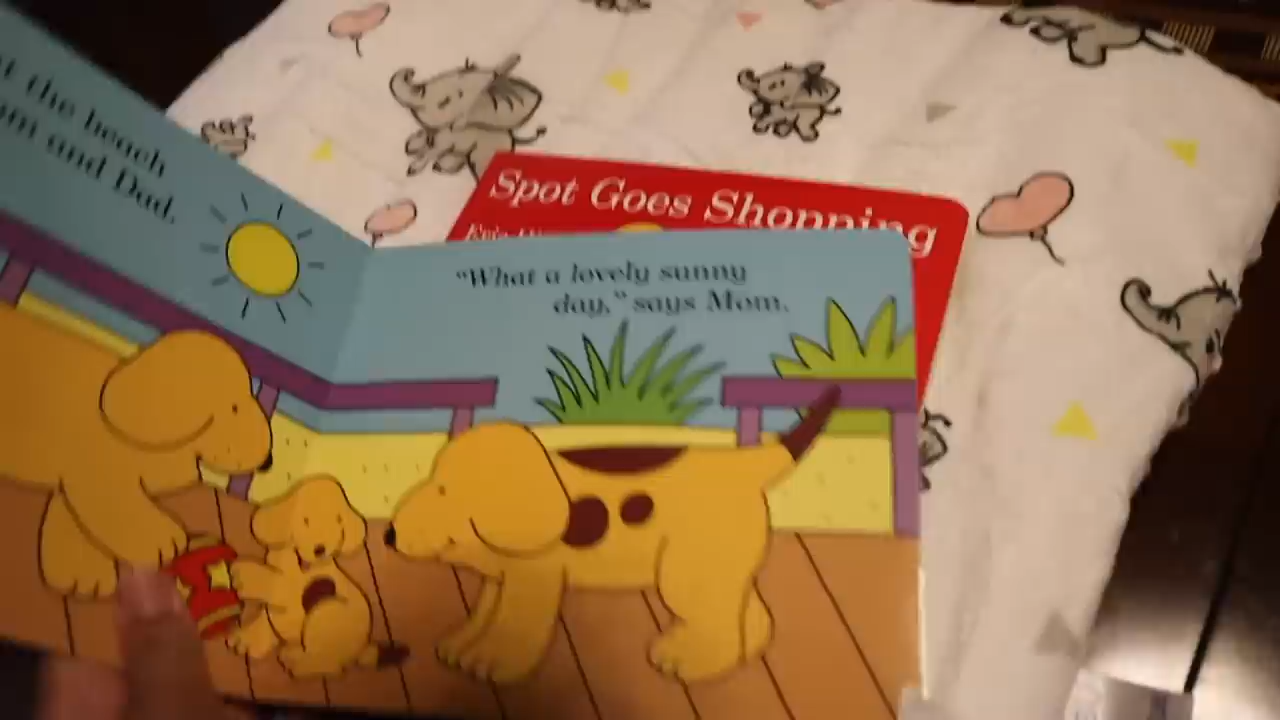 the beach
and Dad.
"What a lovely sunny
day," says Mom.
Spot Goes Shopping